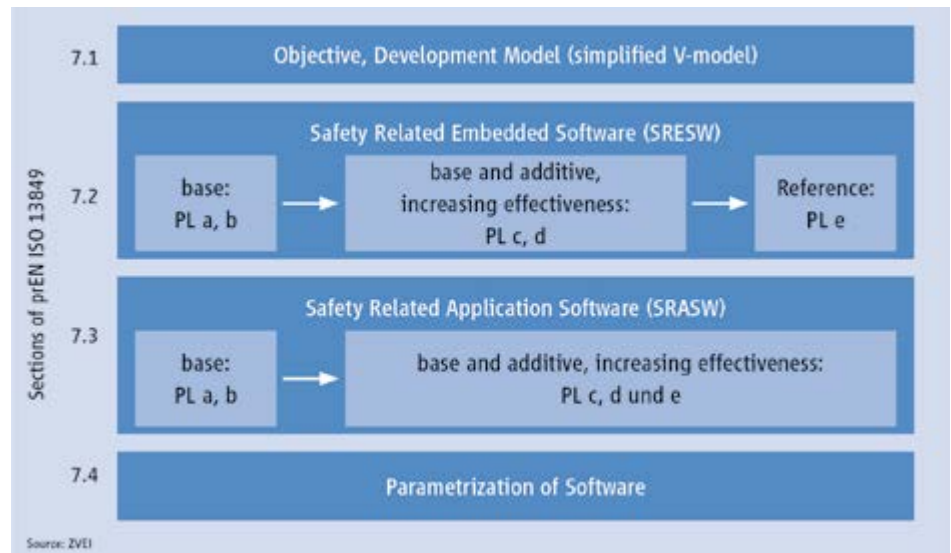 Sections of prEN ISO 13849
7.1
Objective, Development Model (simplified V-model)
7.2
Safety Related Embedded Software (SRESW)
base:
PL a, b
base and additive,
increasing effectiveness:
PL c, d
Reference:
PL e
7.3
Safety Related Application Software (SRASW)
base:
PL a, b
base and additive, increasing effectiveness:
PL c, d und e
7.4
Parametrization of Software
Source: ZVEI